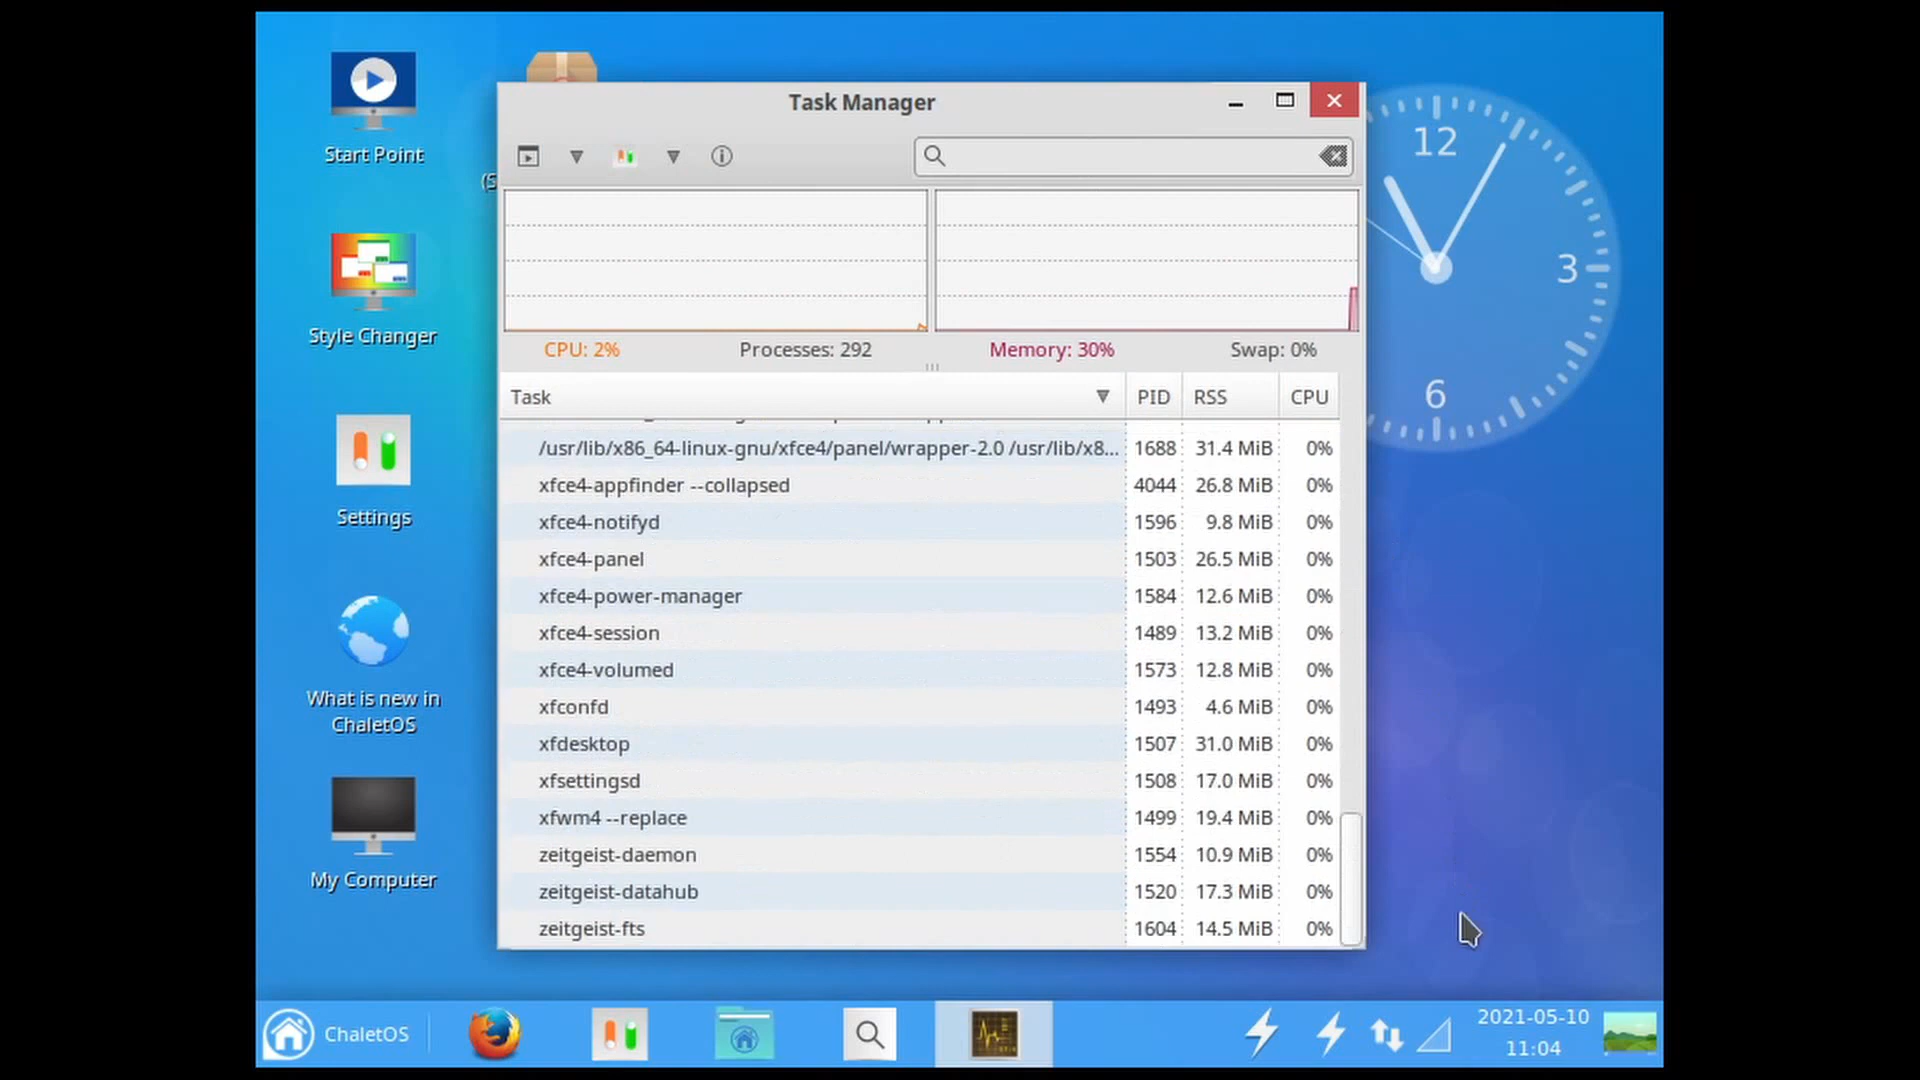 Start Point
Style Changer
Settings
What is new in
ChaletOS
My Computer
(S
Task Manager
CPU: 2%
Processes: 292
Memory: 30%
Swap: 0%
Task PID RSS CPU
/usr/lib/x86_64-linux-gnu/xfce4/panel/wrapper-2.0 /usr/lib/x8... 1688 31.4 MiB 0%
xfce4-appfinder --collapsed 4044 26.8 MiB 0%
xfce4-notifyd 1596 9.8 MiB 0%
xfce4-panel 1503 26.5 MiB 0%
xfce4-power-manager 1584 12.6 MiB 0%
xfce4-session 1489 13.2 MiB 0%
xfce4-volumed 1573 12.8 MiB 0%
xfconfd 1493 4.6 MiB 0%
xfdesktop 1507 31.0 MiB 0%
xfsettingsd 1508 17.0 MiB 0%
xfwm4 --replace 1499 19.4 MiB 0%
zeitgeist-daemon 1554 10.9 MiB 0%
zeitgeist-datahub 1520 17.3 MiB 0%
zeitgeist-fts 1604 14.5 MiB 0%
12
3
6
ChaletOS
2021-05-10
11:04